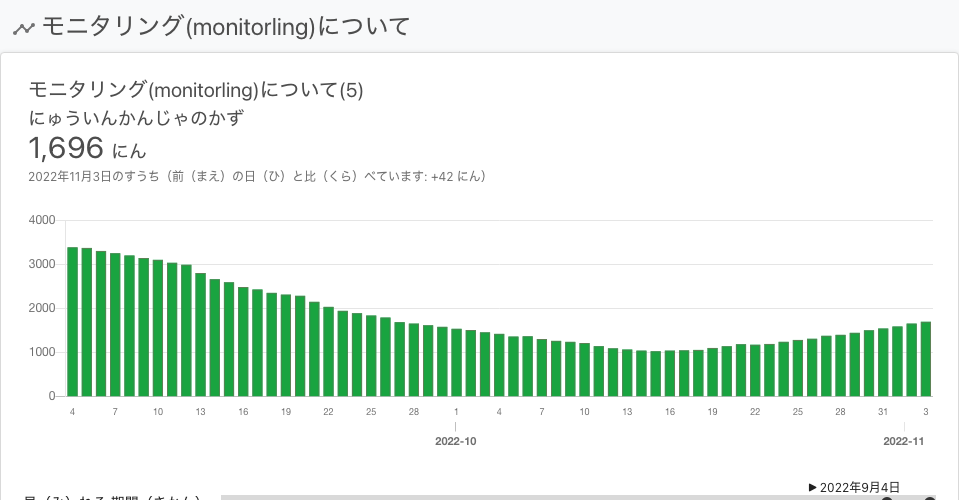 モニタリング(monitorling)について
モニタリング(monitorling)について(5)
にゅういんかんじゃのかず
1,696 にん
2022年11月3日のすうち（前（まえ）の日（ひ）と比（くら）べています: +42 にん）
4000
3000
2000
1000
0
4 7 10 13 16 19 22 25 28 1 4 7 10 13 16 19 22 25 28 31 3
2022-10 2022-11
▶ 2022年9月4日